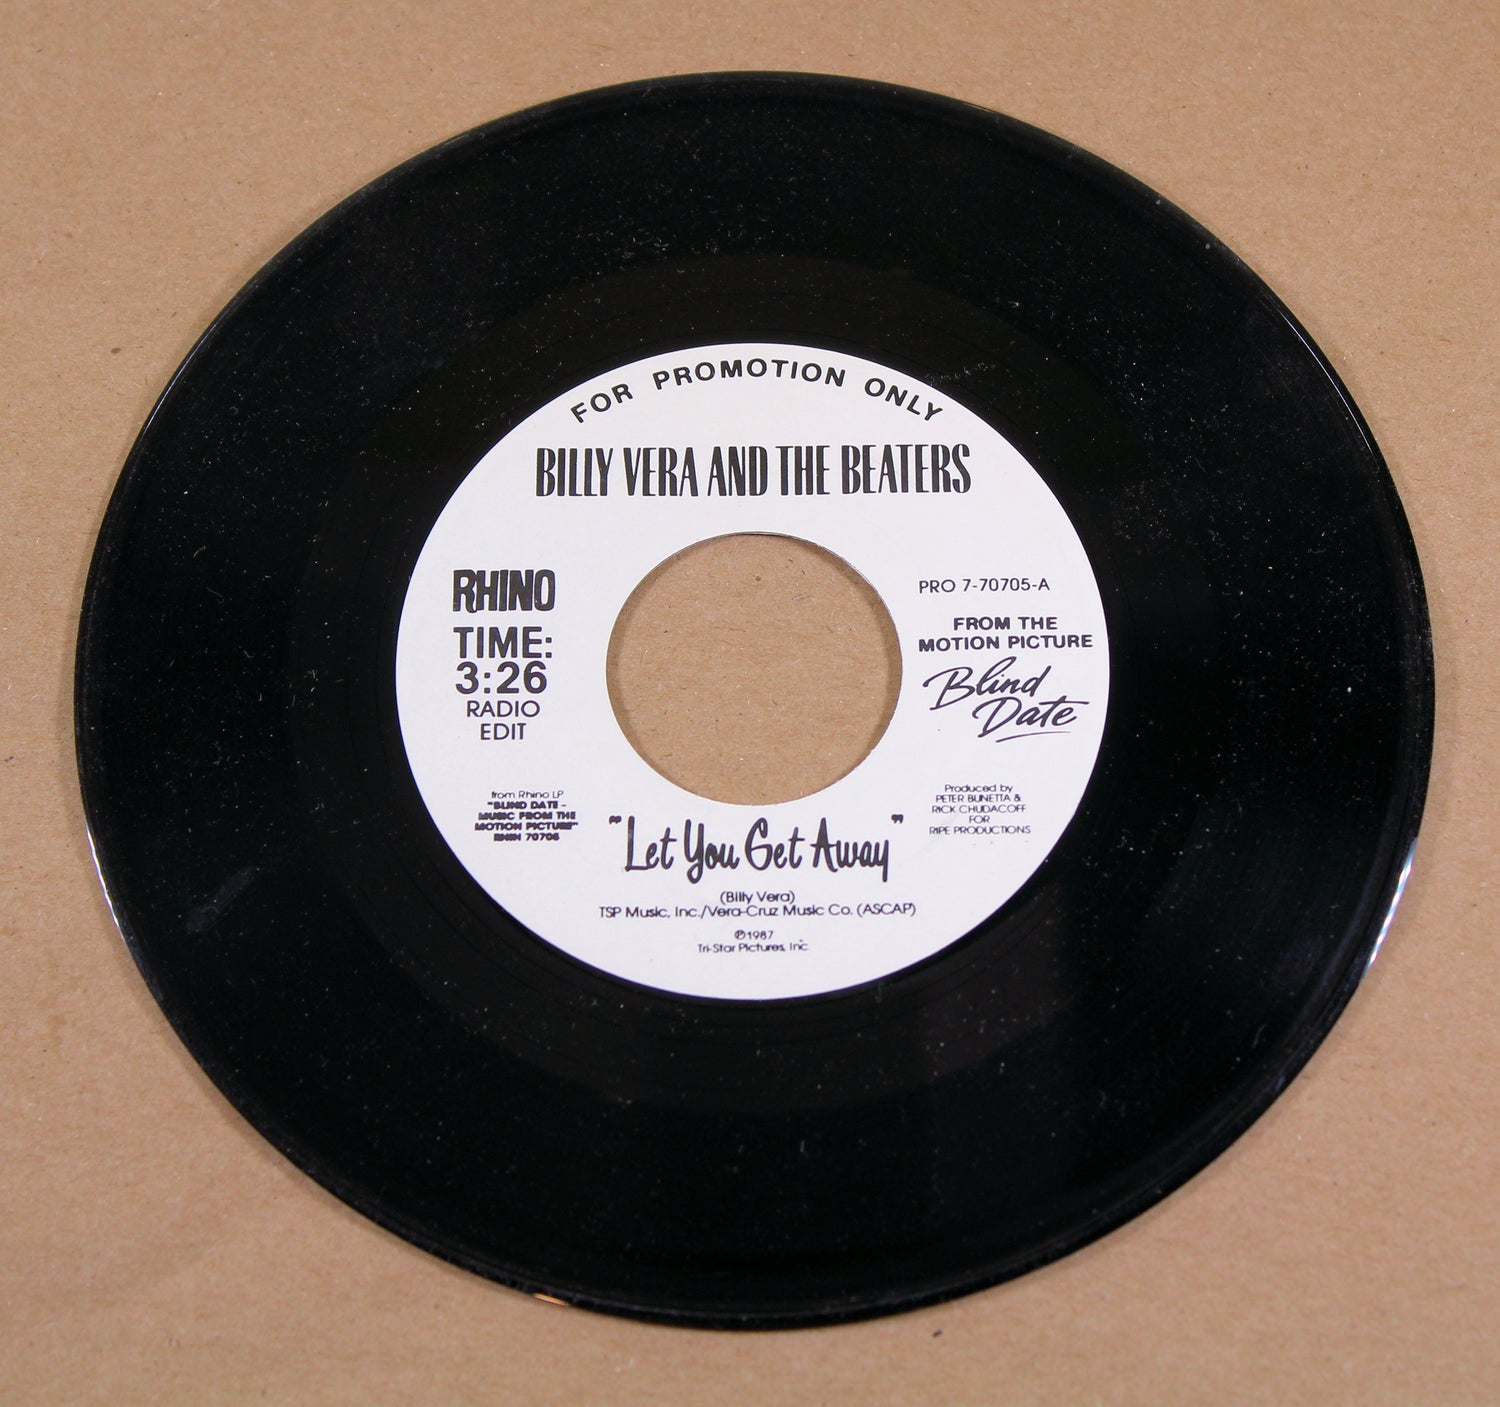 FOR PROMOTION ONLY
BILLY VERA AND THE BEATERS
RHINO
TIME:
3:26
RADIO
EDIT
PRO 7-70705-A
FROM THE
MOTION PICTURE
Blind
Date
from Rhino LP
"BLIND DATE -
MUSIC FROM THE
MOTION PICTURE"
RNIN 70705
Produced by
PETER BUNETTA &
RICK CHUDACOFF
FOR
RIPE PRODUCTIONS
"Let You Get Away"
(Billy Vera)
TSP Music, Inc./Vera-Cruz Music Co. (ASCAP)
℗1987
Tri-Star Pictures, Inc.